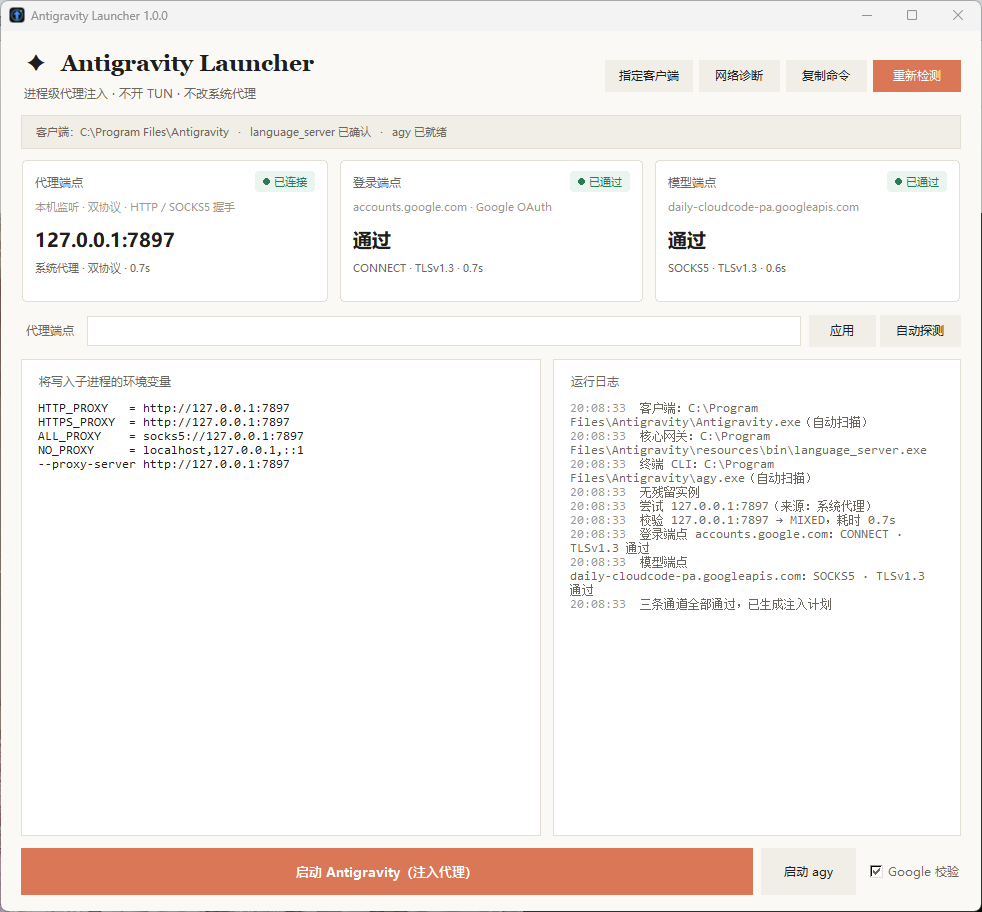 Antigravity Launcher 1.0.0
✦ Antigravity Launcher
进程级代理注入 · 不开 TUN · 不改系统代理
指定客户端
网络诊断
复制命令
重新检测
客户端：C:\Program Files\Antigravity · language_server 已确认 · agy 已就绪
代理端点
● 已连接
本机监听 · 双协议 · HTTP / SOCKS5 握手
127.0.0.1:7897
系统代理 · 双协议 · 0.7s
登录端点
● 已通过
accounts.google.com · Google OAuth
通过
CONNECT · TLSv1.3 · 0.7s
模型端点
● 已通过
daily-cloudcode-pa.googleapis.com
通过
SOCKS5 · TLSv1.3 · 0.6s
代理端点
应用
自动探测
将写入子进程的环境变量
HTTP_PROXY = http://127.0.0.1:7897
HTTPS_PROXY = http://127.0.0.1:7897
ALL_PROXY = socks5://127.0.0.1:7897
NO_PROXY = localhost,127.0.0.1,::1
--proxy-server http://127.0.0.1:7897
运行日志
20:08:33 客户端：C:\Program
Files\Antigravity\Antigravity.exe（自动扫描）
20:08:33 核心网关：C:\Program
Files\Antigravity\resources\bin\language_server.exe
20:08:33 终端 CLI：C:\Program
Files\Antigravity\agy.exe（自动扫描）
20:08:33 无残留实例
20:08:33 尝试 127.0.0.1:7897（来源：系统代理）
20:08:33 校验 127.0.0.1:7897 → MIXED，耗时 0.7s
20:08:33 登录端点 accounts.google.com：CONNECT ·
TLSv1.3 通过
20:08:33 模型端点
daily-cloudcode-pa.googleapis.com：SOCKS5 · TLSv1.3
通过
20:08:33 三条通道全部通过，已生成注入计划
启动 Antigravity（注入代理）
启动 agy
Google 校验